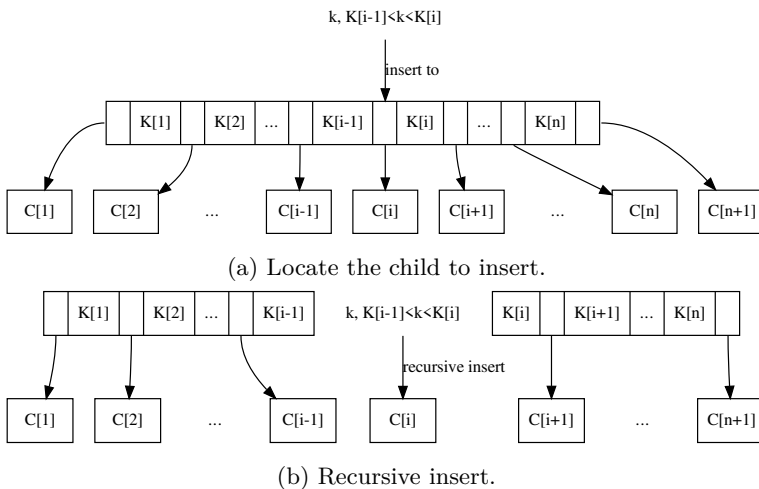 k, K[i-1]<k<K[i]
insert to
K[1] K[2] ... K[i-1] K[i] ... K[n]
C[1] C[2] ... C[i-1] C[i] C[i+1] ... C[n] C[n+1]
(a) Locate the child to insert.
K[1] K[2] ... K[i-1] k, K[i-1]<k<K[i] K[i] K[i+1] ... K[n]
recursive insert
C[1] C[2] ... C[i-1] C[i] C[i+1] ... C[n+1]
(b) Recursive insert.